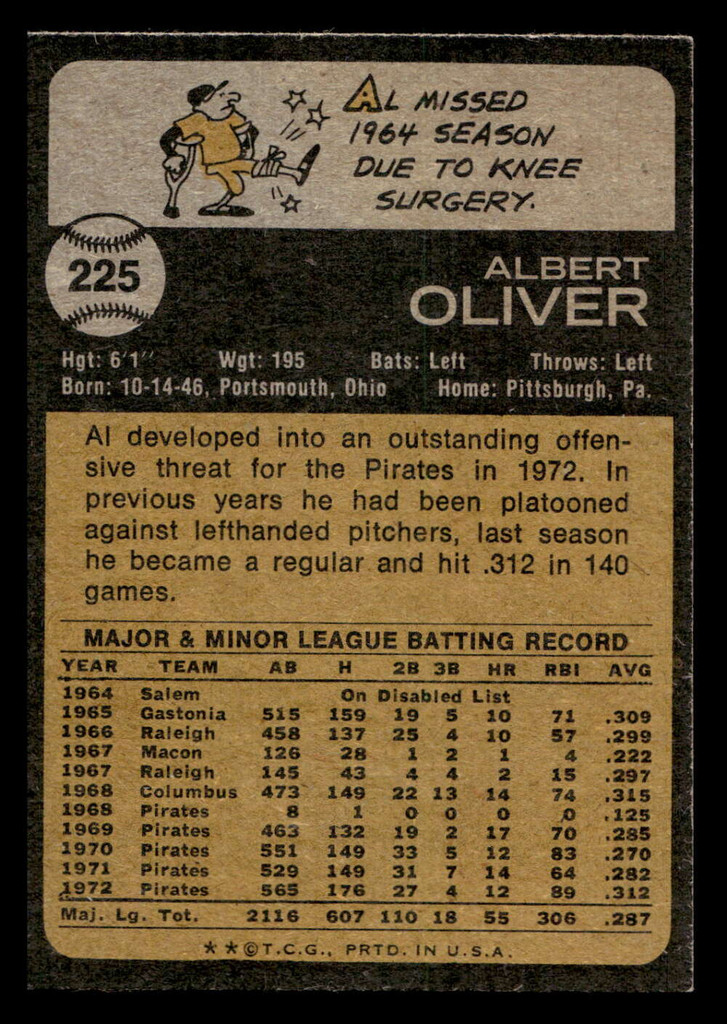 AL MISSED
1964 SEASON
DUE TO KNEE
SURGERY.
225
ALBERT
OLIVER
Hgt: 6'1" Wgt: 195 Bats: Left Throws: Left
Born: 10-14-46, Portsmouth, Ohio Home: Pittsburgh, Pa.
Al developed into an outstanding offen-
sive threat for the Pirates in 1972. In
previous years he had been platooned
against lefthanded pitchers, last season
he became a regular and hit .312 in 140
games.
MAJOR & MINOR LEAGUE BATTING RECORD
YEAR TEAM AB H 2B 3B HR RBI AVG
1964 Salem On Disabled List
1965 Gastonia 515 159 19 5 10 71 .309
1966 Raleigh 458 137 25 4 10 57 .299
1967 Macon 126 28 1 2 1 4 .222
1967 Raleigh 145 43 4 4 2 15 .297
1968 Columbus 473 149 22 13 14 74 .315
1968 Pirates 8 1 0 0 0 0 .125
1969 Pirates 463 132 19 2 17 70 .285
1970 Pirates 551 149 33 5 12 83 .270
1971 Pirates 529 149 31 7 14 64 .282
1972 Pirates 565 176 27 4 12 89 .312
Maj. Lg. Tot. 2116 607 110 18 55 306 .287
**©T.C.G., PRTD. IN U.S.A.